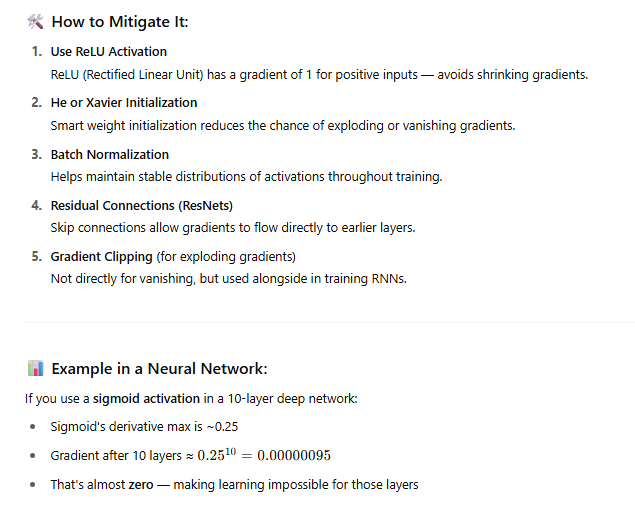 🛠️ How to Mitigate It:
1. Use ReLU Activation
ReLU (Rectified Linear Unit) has a gradient of 1 for positive inputs — avoids shrinking gradients.
2. He or Xavier Initialization
Smart weight initialization reduces the chance of exploding or vanishing gradients.
3. Batch Normalization
Helps maintain stable distributions of activations throughout training.
4. Residual Connections (ResNets)
Skip connections allow gradients to flow directly to earlier layers.
5. Gradient Clipping (for exploding gradients)
Not directly for vanishing, but used alongside in training RNNs.
📊 Example in a Neural Network:
If you use a sigmoid activation in a 10-layer deep network:
• Sigmoid's derivative max is ~0.25
• Gradient after 10 layers ≈ 0.25¹⁰ = 0.00000095
• That's almost zero — making learning impossible for those layers